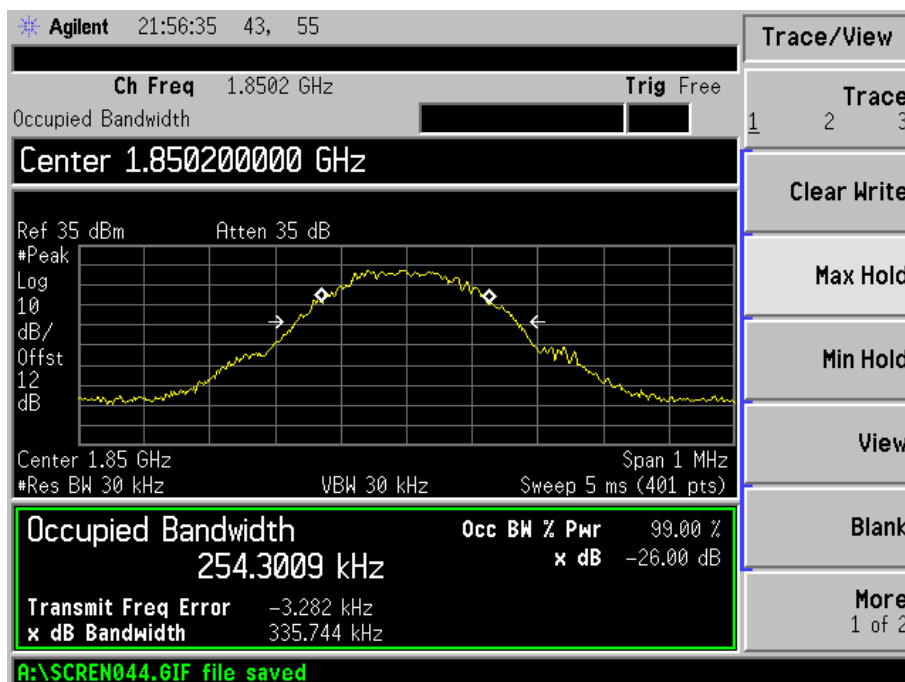 Agilent 21:56:35 43, 55
Trace/View
Ch Freq 1.8502 GHz Trig Free
Occupied Bandwidth
Trace
1 2 3
Center 1.850200000 GHz
Clear Write
Ref 35 dBm Atten 35 dB
#Peak
Log
10
dB/
Offst
12
dB
Max Hold
Min Hold
Center 1.85 GHz Span 1 MHz
#Res BW 30 kHz VBW 30 kHz Sweep 5 ms (401 pts)
View
Occupied Bandwidth Occ BW % Pwr 99.00 %
254.3009 kHz x dB -26.00 dB
Blank
Transmit Freq Error -3.282 kHz
x dB Bandwidth 335.744 kHz
More
1 of 2
A:\SCREN044.GIF file saved